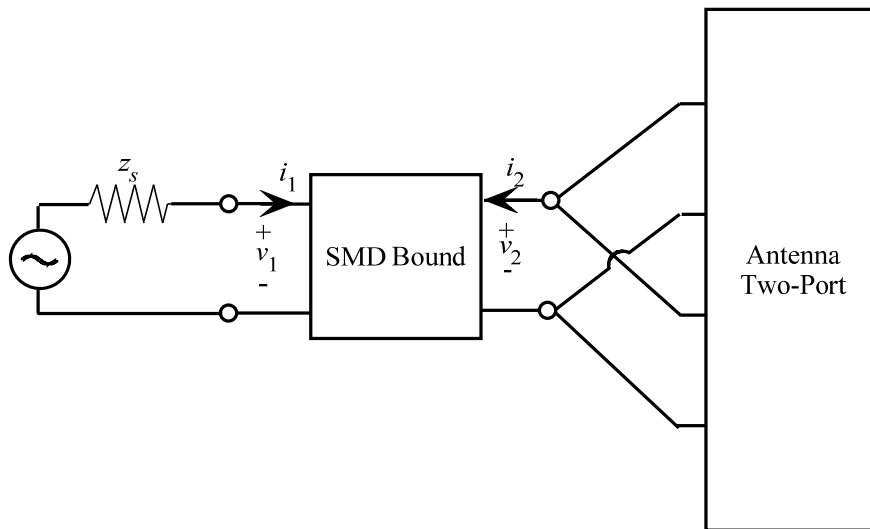 z_s
i_1
i_2
+
v_1
-
SMD Bound
+
v_2
-
Antenna
Two-Port